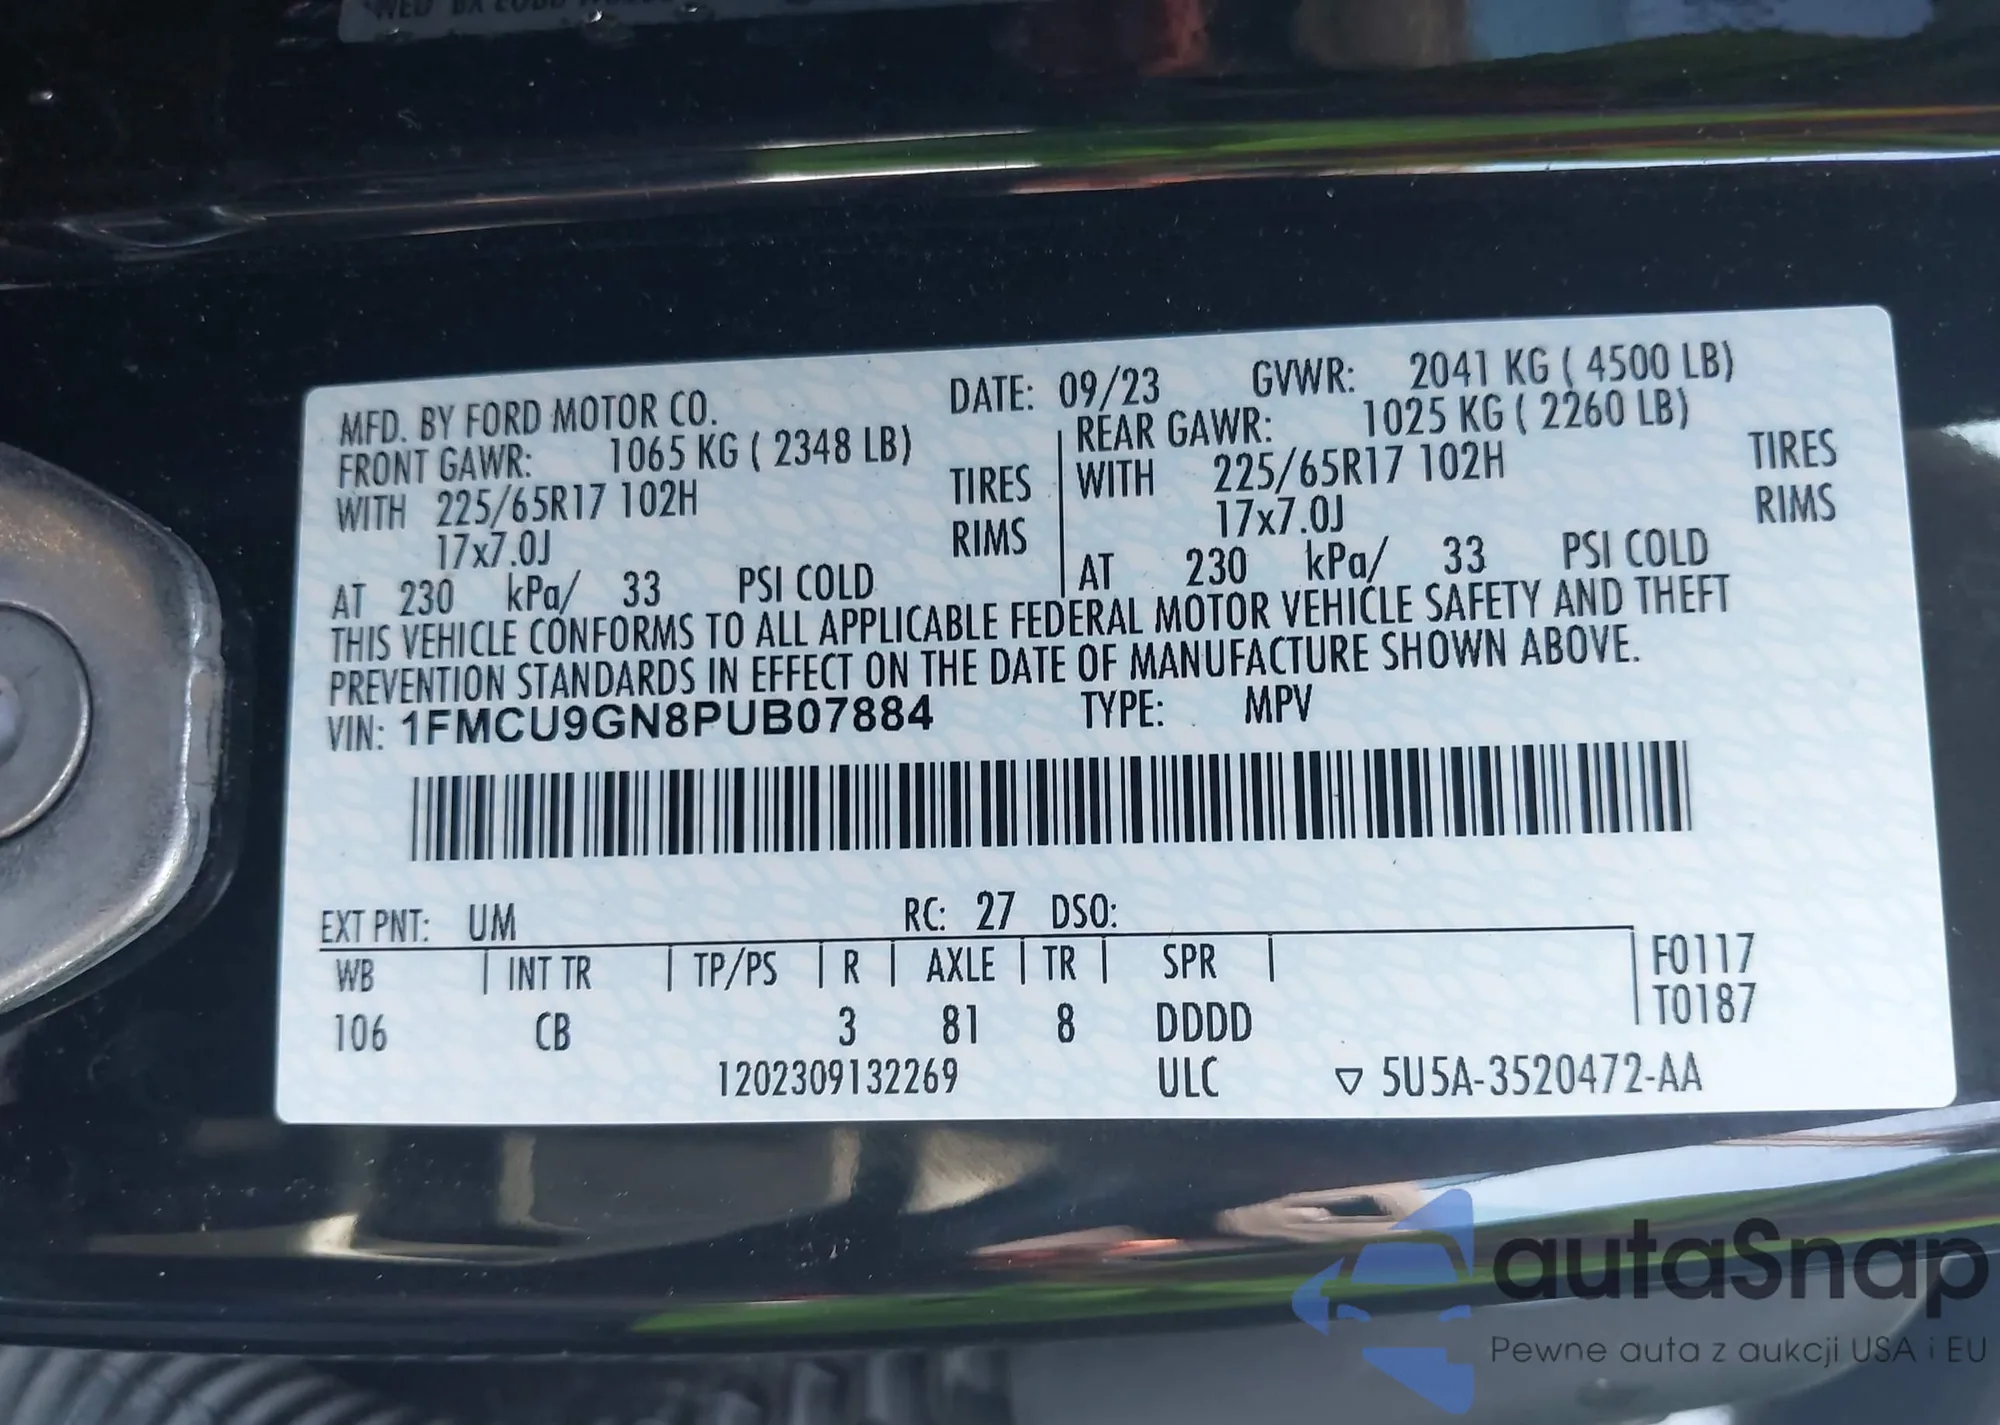 MFD. BY FORD MOTOR CO. DATE: 09/23 GVWR: 2041 KG ( 4500 LB)
FRONT GAWR: 1065 KG ( 2348 LB) REAR GAWR: 1025 KG ( 2260 LB)
WITH 225/65R17 102H TIRES WITH 225/65R17 102H TIRES
17x7.0J RIMS 17x7.0J RIMS
AT 230 kPa/ 33 PSI COLD AT 230 kPa/ 33 PSI COLD
THIS VEHICLE CONFORMS TO ALL APPLICABLE FEDERAL MOTOR VEHICLE SAFETY AND THEFT
PREVENTION STANDARDS IN EFFECT ON THE DATE OF MANUFACTURE SHOWN ABOVE.
VIN: 1FMCU9GN8PUB07884 TYPE: MPV
EXT PNT: UM RC: 27 DSO:
WB INT TR TP/PS R AXLE TR SPR F0117
T0187
106 CB 3 81 8 DDDD
1202309132269 ULC ▽ 5U5A-3520472-AA
autaSnap
Pewne auta z aukcji USA i EU